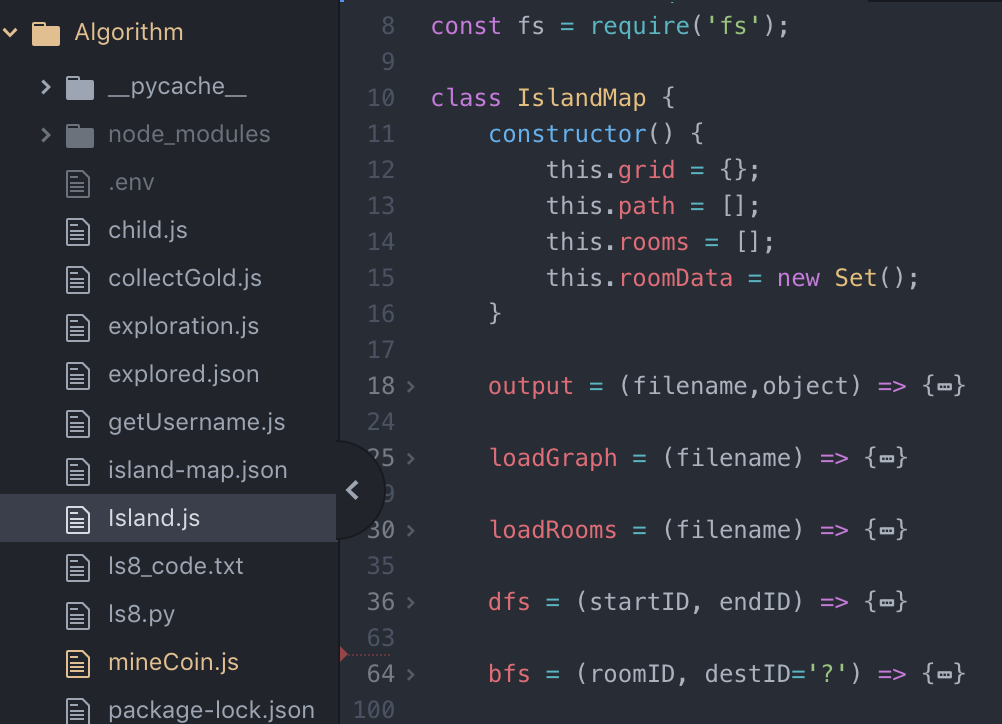 Algorithm
__pycache__
node_modules
.env
child.js
collectGold.js
exploration.js
explored.json
getUsername.js
island-map.json
Island.js
ls8_code.txt
ls8.py
mineCoin.js
package-lock.json
8 const fs = require('fs');
9
10 class IslandMap {
11 constructor() {
12 this.grid = {};
13 this.path = [];
14 this.rooms = [];
15 this.roomData = new Set();
16 }
17
18 output = (filename,object) => {…}
24
25 loadGraph = (filename) => {…}
9
30 loadRooms = (filename) => {…}
35
36 dfs = (startID, endID) => {…}
63
64 bfs = (roomID, destID='?') => {…}
100